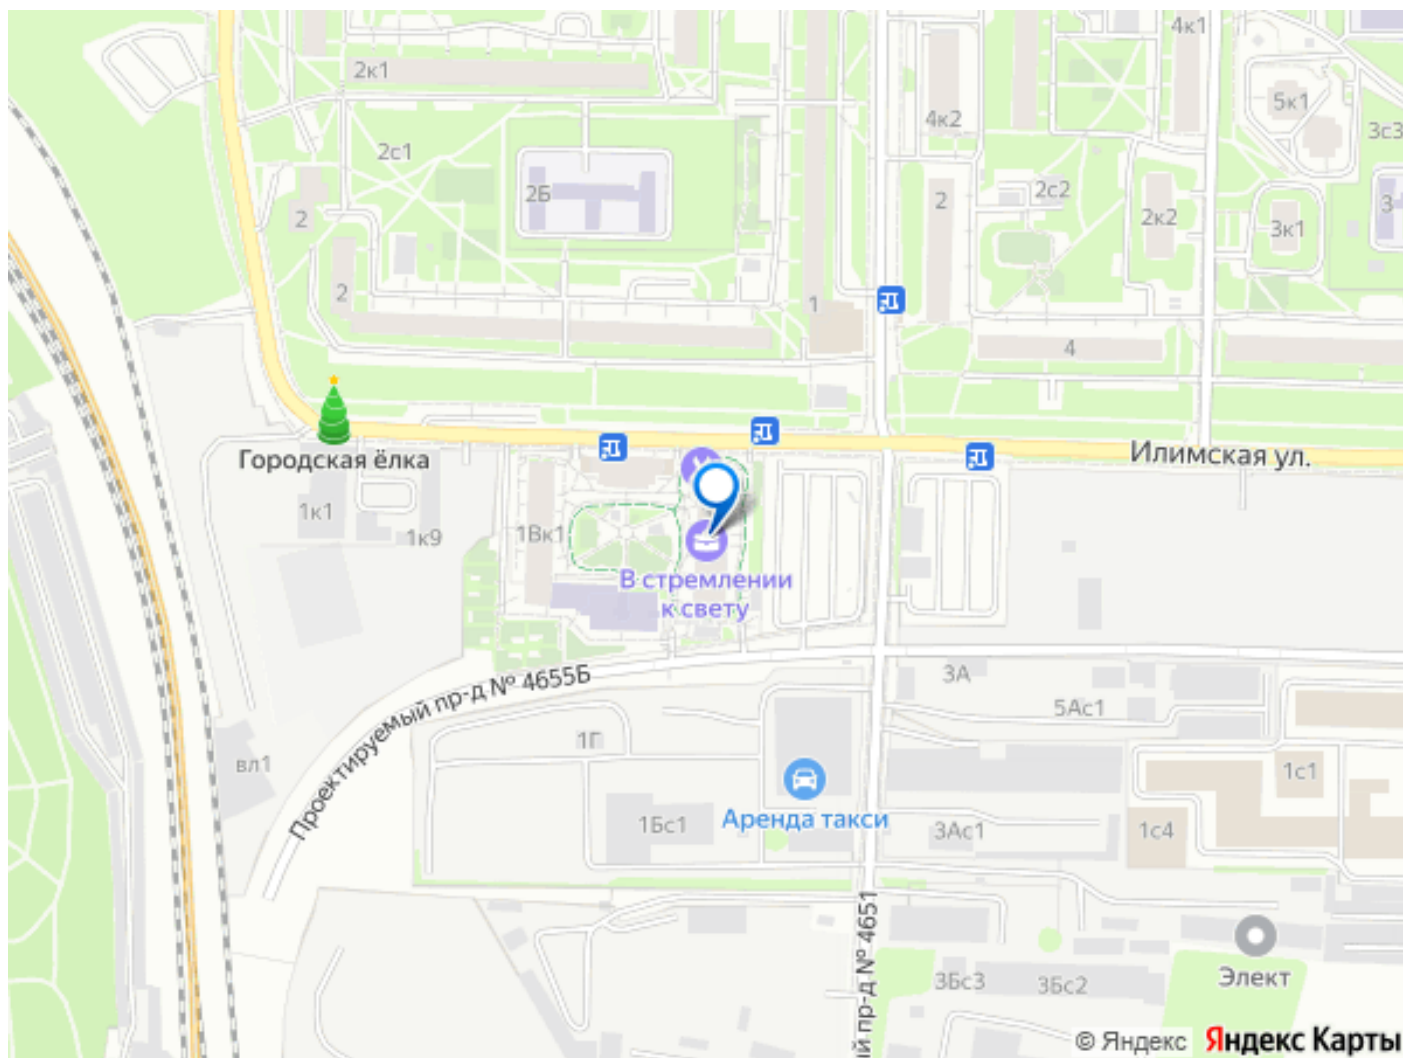 4к1
2к1
5к1
4к2
3с3
2с1
2Б
2
2с2
2
2к2
3
3к1
2
1
4
Илимская ул.
Городская ёлка
1к1
1к9
1Вк1
В стремлении
к свету
Проектируемый пр-д № 4655Б
3А
5Ас1
1Г
вл1
1с1
Аренда такси
1Бс1
3Ас1
1с4
ый пр-д № 4651
Элект
3Бс3
3Бс2
© Яндекс
Яндекс Карты